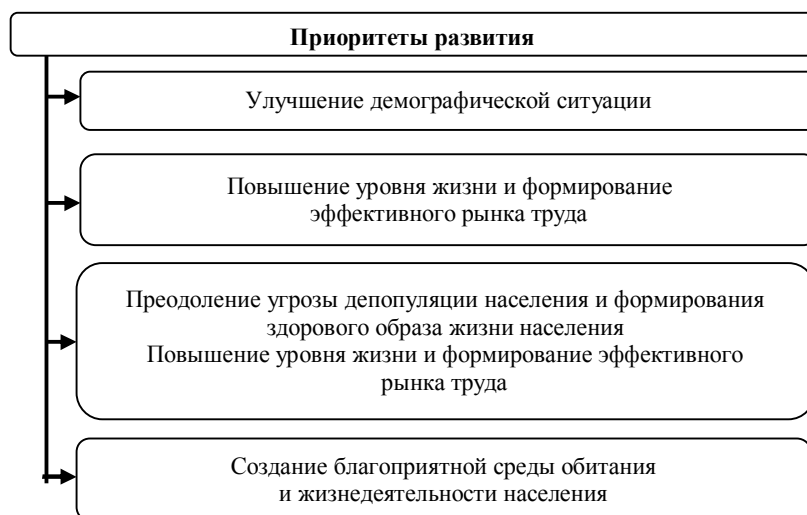 Приоритеты развития
Улучшение демографической ситуации
Повышение уровня жизни и формирование
эффективного рынка труда
Преодоление угрозы депопуляции населения и формирования
здорового образа жизни населения
Повышение уровня жизни и формирование эффективного
рынка труда
Создание благоприятной среды обитания
и жизнедеятельности населения